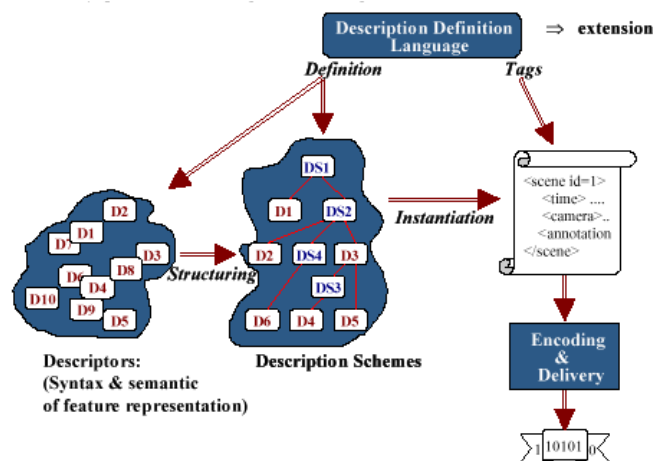 Description Definition
Language
⇒ extension
Definition
Tags
DS1
D1
DS2
D2
DS4
D3
DS3
D6
D4
D5
D2
D1
D7
D3
D8
D6
D4
D10
D9
D5
Structuring
Instantiation
<scene id=1>
<time> ....
<camera>..
<annotation
</scene>
Descriptors:
(Syntax & semantic
of feature representation)
Description Schemes
Encoding
&
Delivery
1 10101 0